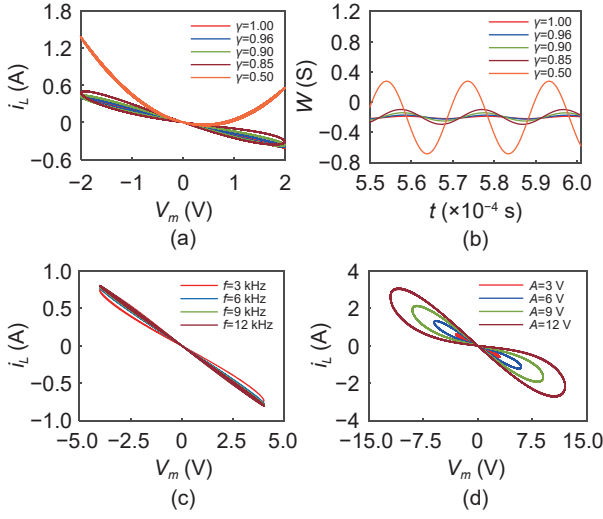 1.8
1.2
0.6
0
−0.6
i_L (A)
γ=1.00
γ=0.96
γ=0.90
γ=0.85
γ=0.50
−2
−1
0
1
2
V_m (V)
(a)
1.2
0.8
0.4
0
−0.4
−0.8
W (S)
γ=1.00
γ=0.96
γ=0.90
γ=0.85
γ=0.50
5.5
5.6
5.7
5.8
5.9
6.0
t (×10⁻⁴ s)
(b)
1.0
0.5
0
−0.5
−1.0
i_L (A)
f=3 kHz
f=6 kHz
f=9 kHz
f=12 kHz
−5.0
−2.5
0
2.5
5.0
V_m (V)
(c)
4
2
0
−2
−4
i_L (A)
A=3 V
A=6 V
A=9 V
A=12 V
−15.0
−7.5
0
7.5
15.0
V_m (V)
(d)